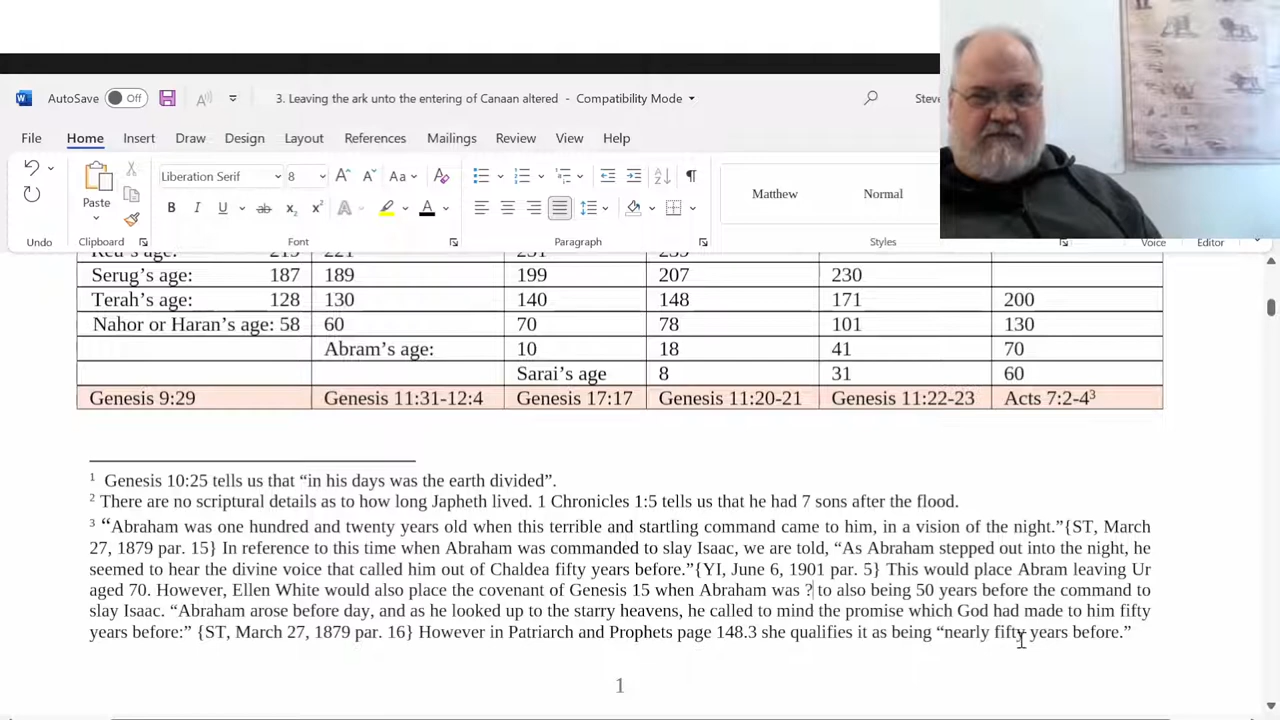 AutoSave Off 3. Leaving the ark unto the entering of Canaan altered - Compatibility Mode
File Home Insert Draw Design Layout References Mailings Review View Help
Liberation Serif 8 Aa
Paste Matthew Normal
B I U ab x₂ x² A A
Undo Clipboard Font Paragraph Styles Voice Editor
Serug’s age: 187 189 199 207 230
Terah’s age: 128 130 140 148 171 200
Nahor or Haran’s age: 58 60 70 78 101 130
Abram’s age: 10 18 41 70
Sarai’s age 8 31 60
Genesis 9:29 Genesis 11:31-12:4 Genesis 17:17 Genesis 11:20-21 Genesis 11:22-23 Acts 7:2-4³
¹ Genesis 10:25 tells us that “in his days was the earth divided”.
² There are no scriptural details as to how long Japheth lived. 1 Chronicles 1:5 tells us that he had 7 sons after the flood.
³ “Abraham was one hundred and twenty years old when this terrible and startling command came to him, in a vision of the night.”{ST, March
27, 1879 par. 15} In reference to this time when Abraham was commanded to slay Isaac, we are told, “As Abraham stepped out into the night, he
seemed to hear the divine voice that called him out of Chaldea fifty years before.”{YI, June 6, 1901 par. 5} This would place Abram leaving Ur
aged 70. However, Ellen White would also place the covenant of Genesis 15 when Abraham was ? to also being 50 years before the command to
slay Isaac. “Abraham arose before day, and as he looked up to the starry heavens, he called to mind the promise which God had made to him fifty
years before:” {ST, March 27, 1879 par. 16} However in Patriarch and Prophets page 148.3 she qualifies it as being “nearly fifty years before.”
1